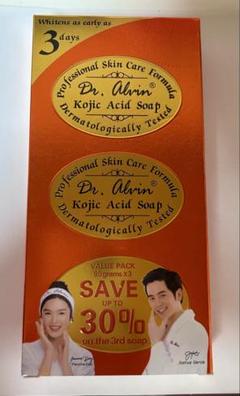 Whitens as early as
3 days
Professional Skin Care Formula
Dr. Alvin®
Kojic Acid Soap
Dermatologically Tested
Professional Skin Care Formula
Dr. Alvin®
Kojic Acid Soap
Dermatologically Tested
VALUE PACK
SAVE
UP TO
30%
on the 3rd soap